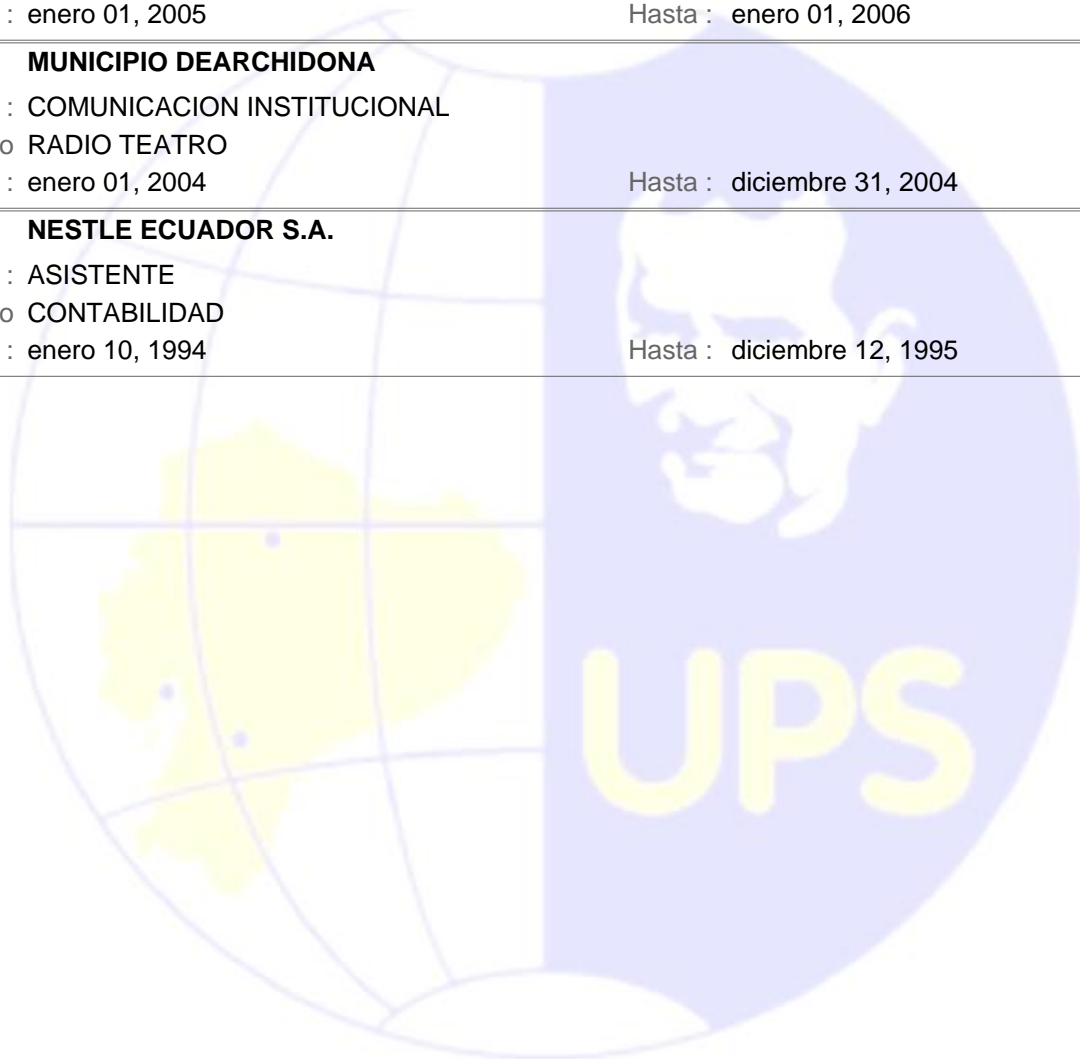 : enero 01, 2005 Hasta : enero 01, 2006
MUNICIPIO DEARCHIDONA
: COMUNICACION INSTITUCIONAL
o RADIO TEATRO
: enero 01, 2004 Hasta : diciembre 31, 2004
NESTLE ECUADOR S.A.
: ASISTENTE
o CONTABILIDAD
: enero 10, 1994 Hasta : diciembre 12, 1995
UPS